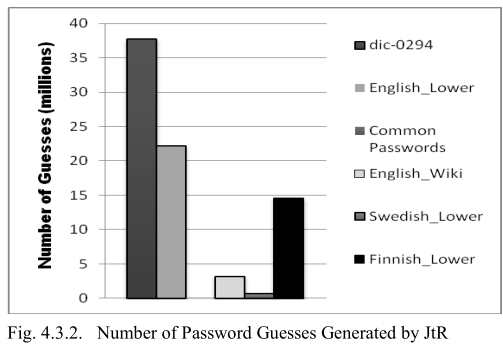 40
35
30
25
20
15
10
5
0
Number of Guesses (millions)
dic-0294
English_Lower
Common
Passwords
English_Wiki
Swedish_Lower
Finnish_Lower
Fig. 4.3.2. Number of Password Guesses Generated by JtR